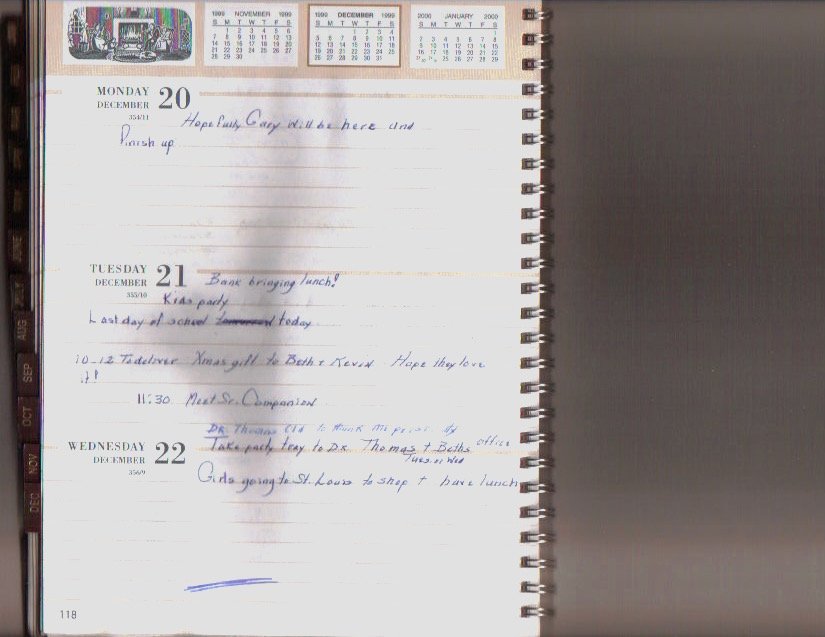 1999 NOVEMBER 1999
S M T W T F S
1 2 3 4 5 6
7 8 9 10 11 12 13
14 15 16 17 18 19 20
21 22 23 24 25 26 27
28 29 30
1999 DECEMBER 1999
S M T W T F S
1 2 3 4
5 6 7 8 9 10 11
12 13 14 15 16 17 18
19 20 21 22 23 24 25
26 27 28 29 30 31
2000 JANUARY 2000
S M T W T F S
1
2 3 4 5 6 7 8
9 10 11 12 13 14 15
16 17 18 19 20 21 22
23 30 24 31 25 26 27 28 29
MONDAY 20
DECEMBER
354/11
Hopefully Gary will be here and
finish up
TUESDAY 21
DECEMBER
355/10
Bank bringing lunch!
Kids party
Last day of school tomorrow today
10-12 To deliver Xmas gift to Beth + Kevin Hope they love
it!
11:30 Meet Sr. Companion
DR. Thomas Cld to thank me
WEDNESDAY 22
DECEMBER
356/9
Take party tray to Dr Thomas + Beths office
Tues. or Wed
Girls going to St. Louis to shop + have lunch
118
JUNE
JULY
AUG
SEP
OCT
NOV
DEC